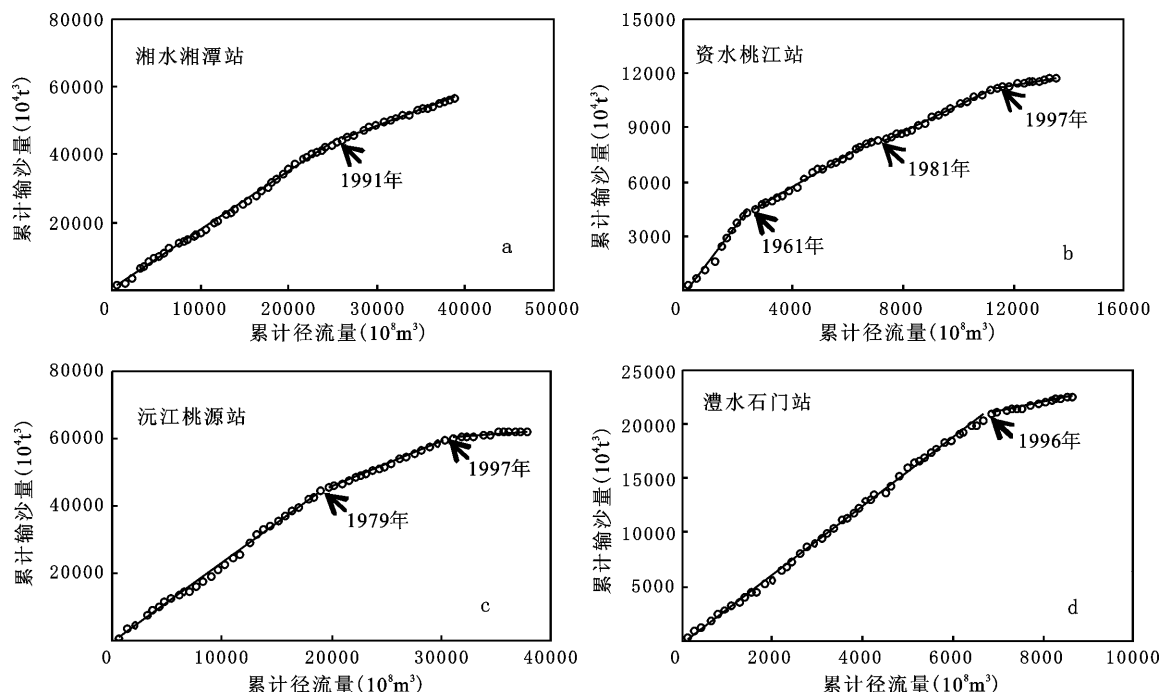 80000
60000
40000
20000
0
10000
20000
30000
40000
50000
累计输沙量(10⁴t³)
累计径流量(10⁸m³)
湘水湘潭站
1991年
a
15000
12000
9000
6000
3000
0
4000
8000
12000
16000
累计输沙量(10⁴t³)
累计径流量(10⁸m³)
资水桃江站
1997年
1981年
1961年
b
80000
60000
40000
20000
0
10000
20000
30000
40000
累计输沙量(10⁴t³)
累计径流量(10⁸m³)
沅江桃源站
1997年
1979年
c
25000
20000
15000
10000
5000
0
2000
4000
6000
8000
10000
累计输沙量(10⁴t³)
累计径流量(10⁸m³)
澧水石门站
1996年
d